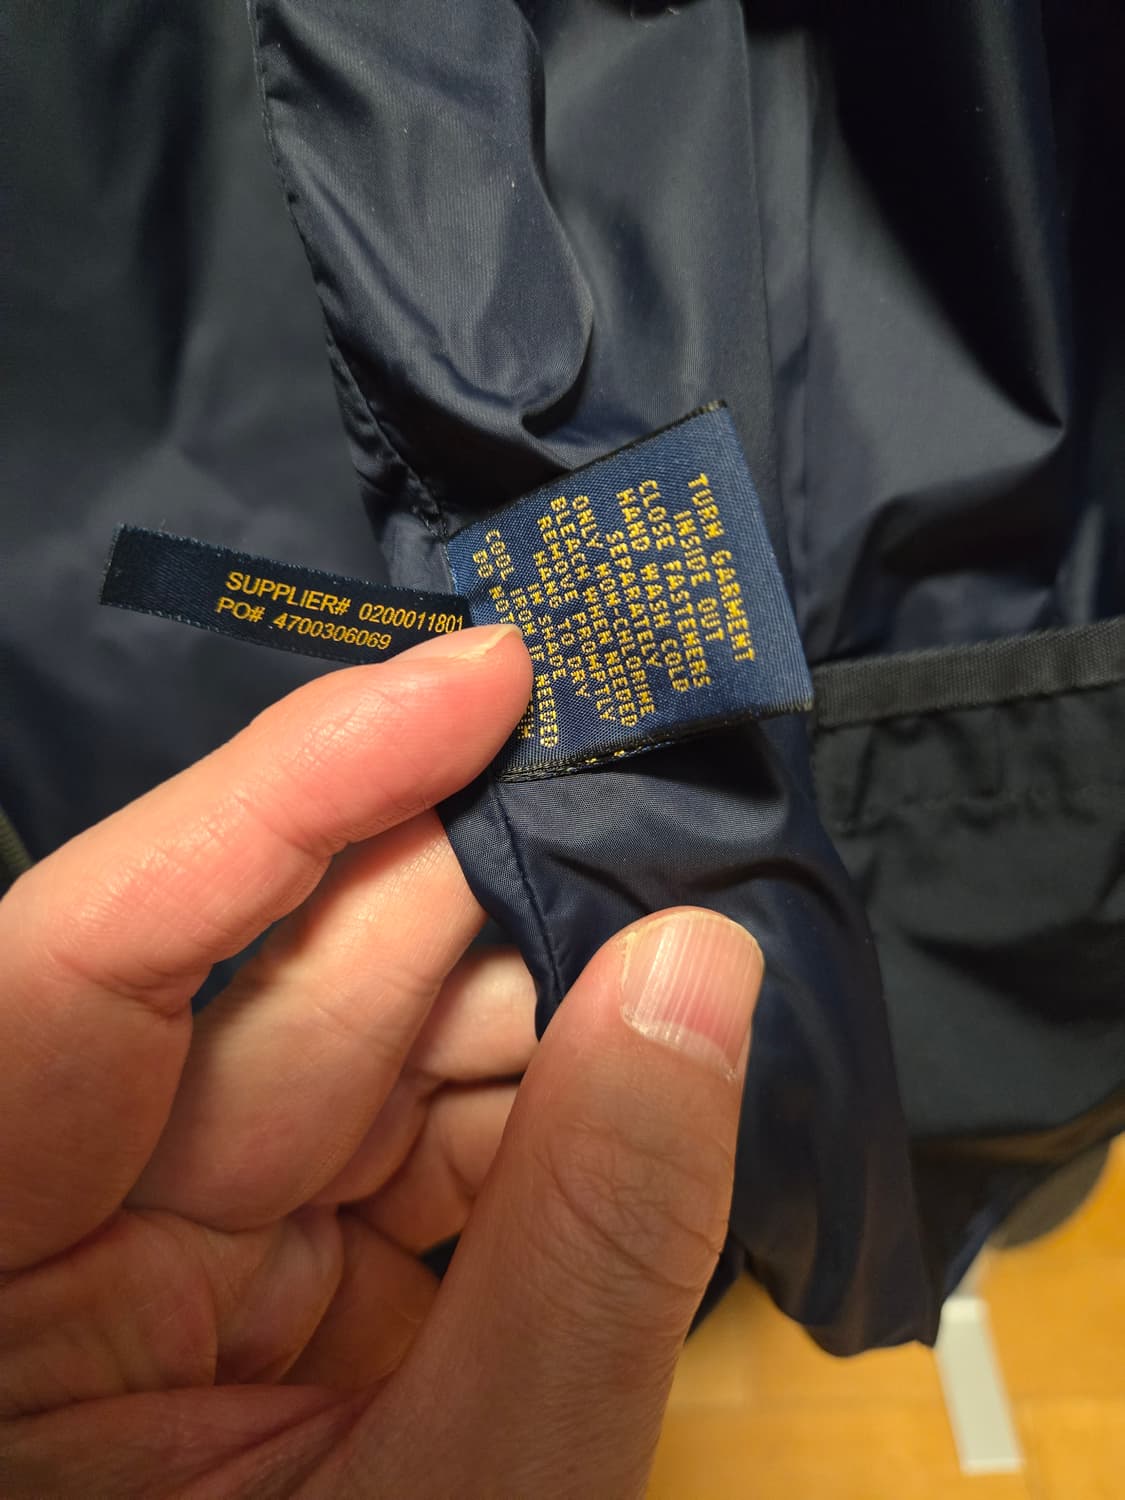 SUPPLIER# 0200011801
PO# 4700306069
TURN GARMENT
INSIDE OUT
CLOSE FASTENERS
HAND WASH COLD
SEPARATELY
ONLY NON CHLORINE
BLEACH WHEN NEEDED
REMOVE PROMPTLY
HANG TO DRY
IN SHADE
COOL IRON IF NEEDED
DO